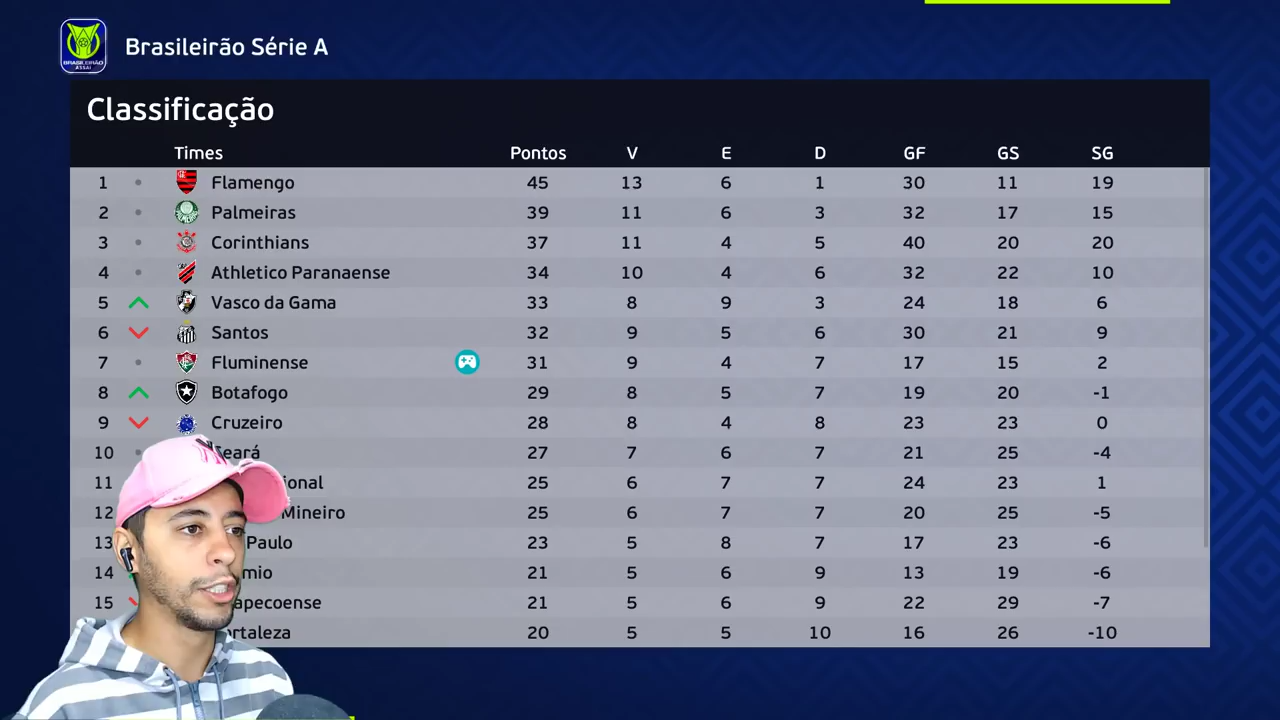 Brasileirão Série A
BRASILEIRÃO
ASSAÍ
Classificação
Times Pontos V E D GF GS SG
1 Flamengo 45 13 6 1 30 11 19
2 Palmeiras 39 11 6 3 32 17 15
3 Corinthians 37 11 4 5 40 20 20
4 Athletico Paranaense 34 10 4 6 32 22 10
5 Vasco da Gama 33 8 9 3 24 18 6
6 Santos 32 9 5 6 30 21 9
7 Fluminense 31 9 4 7 17 15 2
8 Botafogo 29 8 5 7 19 20 -1
9 Cruzeiro 28 8 4 8 23 23 0
10 Ceará 27 7 6 7 21 25 -4
11 ional 25 6 7 7 24 23 1
12 Mineiro 25 6 7 7 20 25 -5
13 Paulo 23 5 8 7 17 23 -6
14 mio 21 5 6 9 13 19 -6
15 apecoense 21 5 6 9 22 29 -7
ortaleza 20 5 5 10 16 26 -10